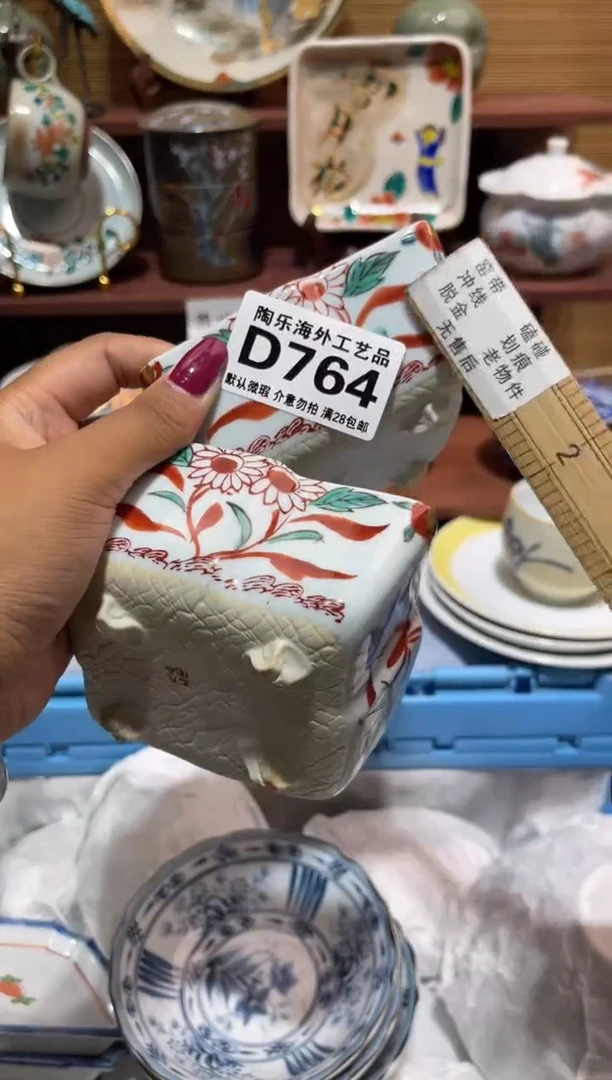 陶乐海外工艺品
D764
默认微瑕 介意勿拍 满28包邮
窑带 磕碰
冲线 划痕
脱金 老物件
无售后
2